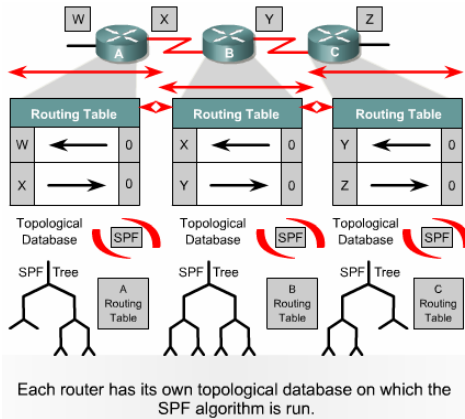 W X Y Z
A B C
Routing Table Routing Table Routing Table
W 0 X 0 Y 0
X 0 Y 0 Z 0
Topological Database SPF
Topological Database SPF
Topological Database SPF
SPF Tree
A Routing Table
SPF Tree
B Routing Table
SPF Tree
C Routing Table
Each router has its own topological database on which the
SPF algorithm is run.